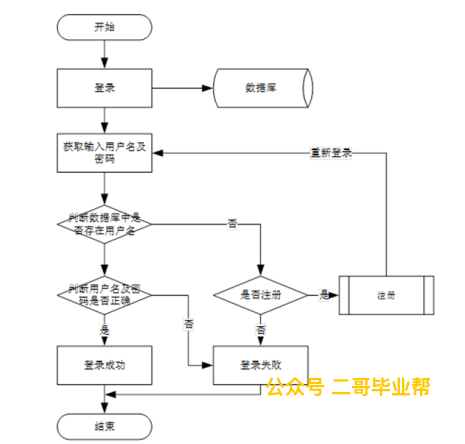 开始
登录
数据库
获取输入用户名及
密码
重新登录
判断数据库中是
否存在用户名
否
判断用户名及密
码是否正确
是否注册
是
注册
否
是
否
登录成功
登录失败
公众号 二哥毕业帮
结束